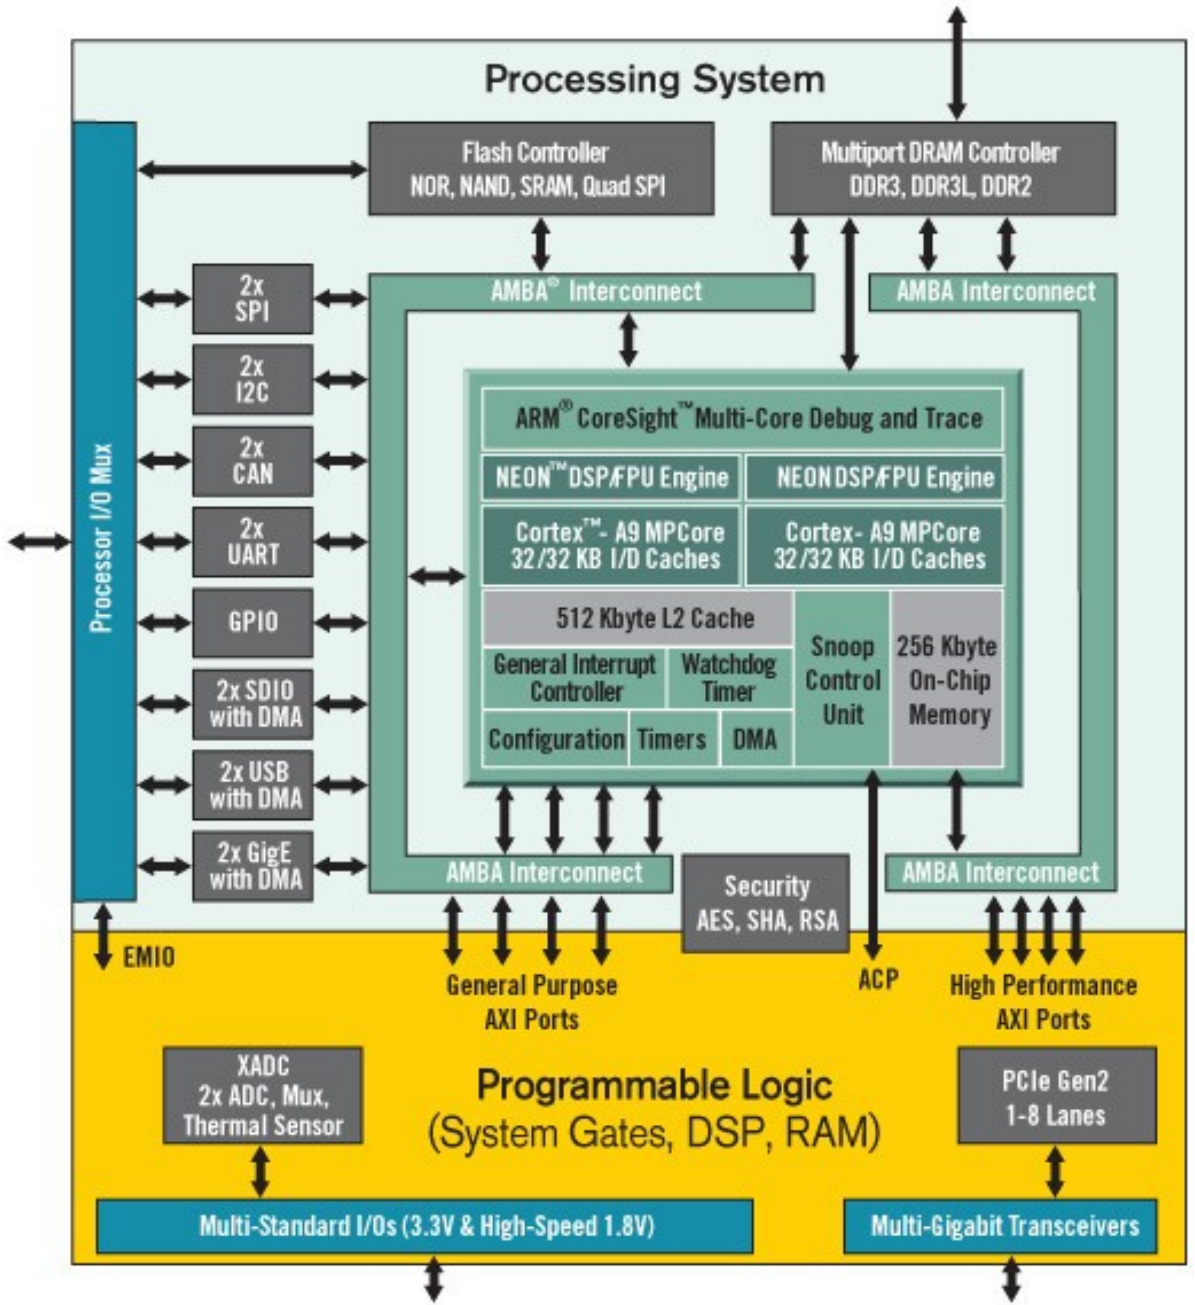 Processing System
Flash Controller
NOR, NAND, SRAM, Quad SPI
Multiport DRAM Controller
DDR3, DDR3L, DDR2
AMBA® Interconnect
AMBA Interconnect
Processor I/O Mux
2x
SPI
2x
I2C
2x
CAN
2x
UART
GPIO
2x SDIO
with DMA
2x USB
with DMA
2x GigE
with DMA
ARM® CoreSight™ Multi-Core Debug and Trace
NEON™ DSP/FPU Engine
NEON DSP/FPU Engine
Cortex™- A9 MPCore
32/32 KB I/D Caches
Cortex- A9 MPCore
32/32 KB I/D Caches
512 Kbyte L2 Cache
General Interrupt
Controller
Watchdog
Timer
Configuration
Timers
DMA
Snoop
Control
Unit
256 Kbyte
On-Chip
Memory
AMBA Interconnect
Security
AES, SHA, RSA
AMBA Interconnect
EMIO
General Purpose
AXI Ports
ACP
High Performance
AXI Ports
XADC
2x ADC, Mux,
Thermal Sensor
Programmable Logic
(System Gates, DSP, RAM)
PCIe Gen2
1-8 Lanes
Multi-Standard I/Os (3.3V & High-Speed 1.8V)
Multi-Gigabit Transceivers